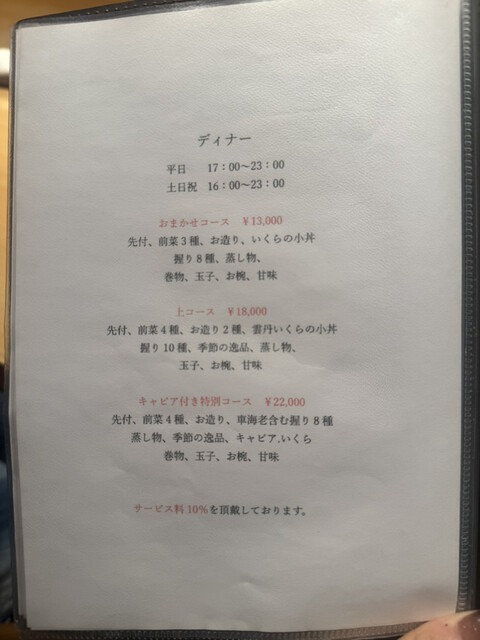 ディナー
平日 17:00〜23:00
土日祝 16:00〜23:00
おまかせコース ¥13,000
先付、前菜3種、お造り、いくらの小丼
握り8種、蒸し物、
巻物、玉子、お椀、甘味
上コース ¥18,000
先付、前菜4種、お造り2種、雲丹いくらの小丼
握り10種、季節の逸品、蒸し物、
玉子、お椀、甘味
キャビア付き特別コース ¥22,000
先付、前菜4種、お造り、車海老含む握り8種
蒸し物、季節の逸品、キャビア.いくら
巻物、玉子、お椀、甘味
サービス料10%を頂戴しております。